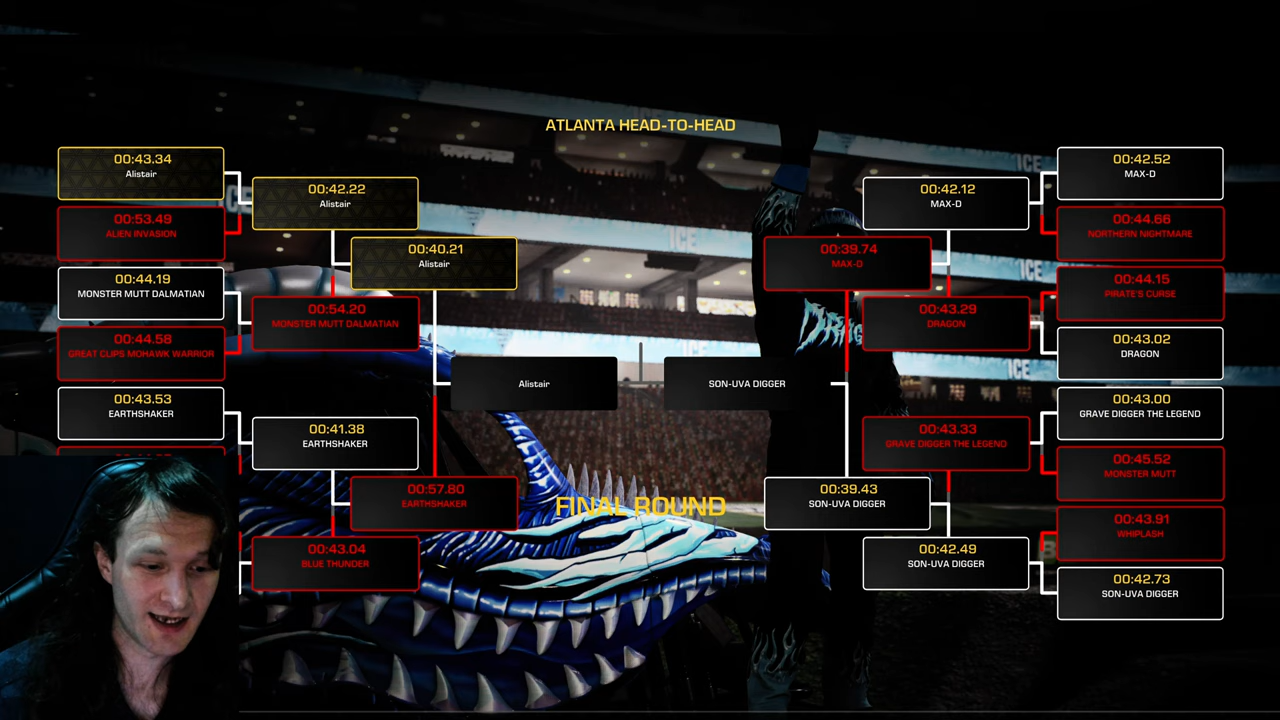 ATLANTA HEAD-TO-HEAD
00:43.34
Alistair
00:53.49
ALIEN INVASION
00:44.19
MONSTER MUTT DALMATIAN
00:44.58
GREAT CLIPS MOHAWK WARRIOR
00:43.53
EARTHSHAKER
00:42.22
Alistair
00:54.20
MONSTER MUTT DALMATIAN
00:41.38
EARTHSHAKER
00:43.04
BLUE THUNDER
00:40.21
Alistair
00:57.80
EARTHSHAKER
Alistair
SON-UVA DIGGER
FINAL ROUND
00:39.74
MAX-D
00:39.43
SON-UVA DIGGER
00:42.12
MAX-D
00:43.29
DRAGON
00:43.33
GRAVE DIGGER THE LEGEND
00:42.49
SON-UVA DIGGER
00:42.52
MAX-D
00:44.66
NORTHERN NIGHTMARE
00:44.15
PIRATE'S CURSE
00:43.02
DRAGON
00:43.00
GRAVE DIGGER THE LEGEND
00:45.52
MONSTER MUTT
00:43.91
WHIPLASH
00:42.73
SON-UVA DIGGER
ICE
ICE
ICE
ICE
ICE